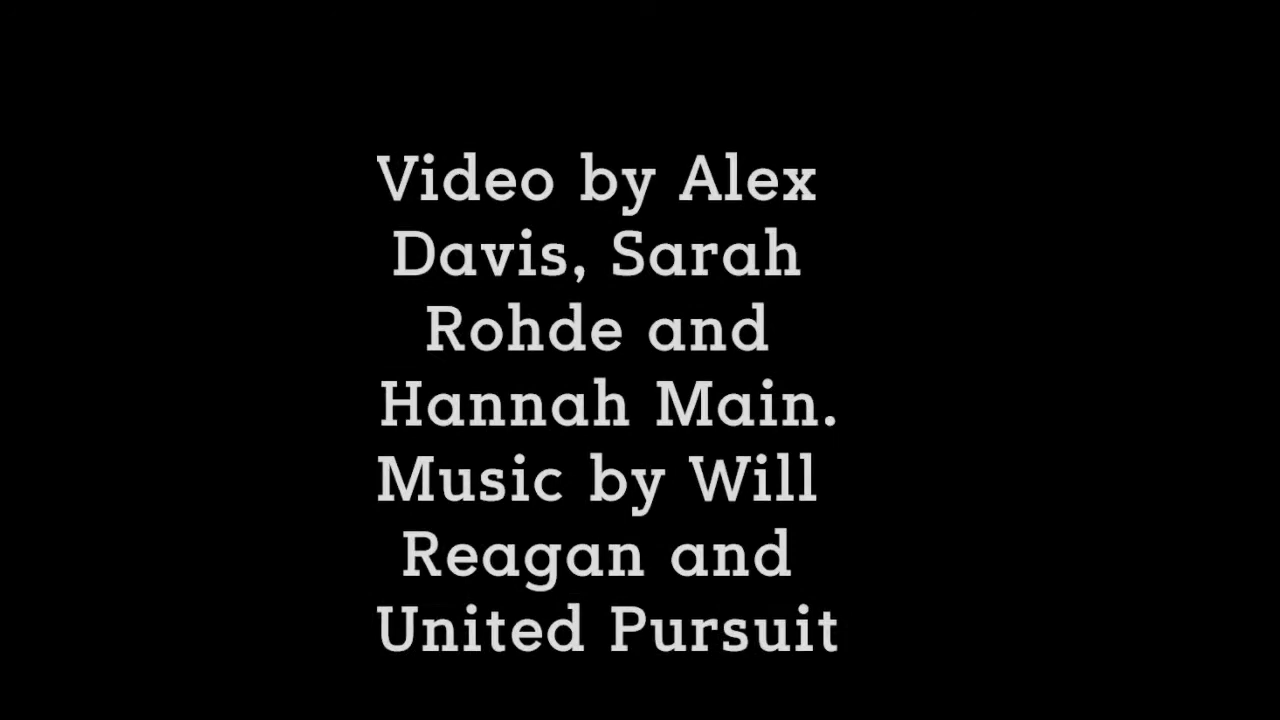 Video by Alex
Davis, Sarah
Rohde and
Hannah Main.
Music by Will
Reagan and
United Pursuit